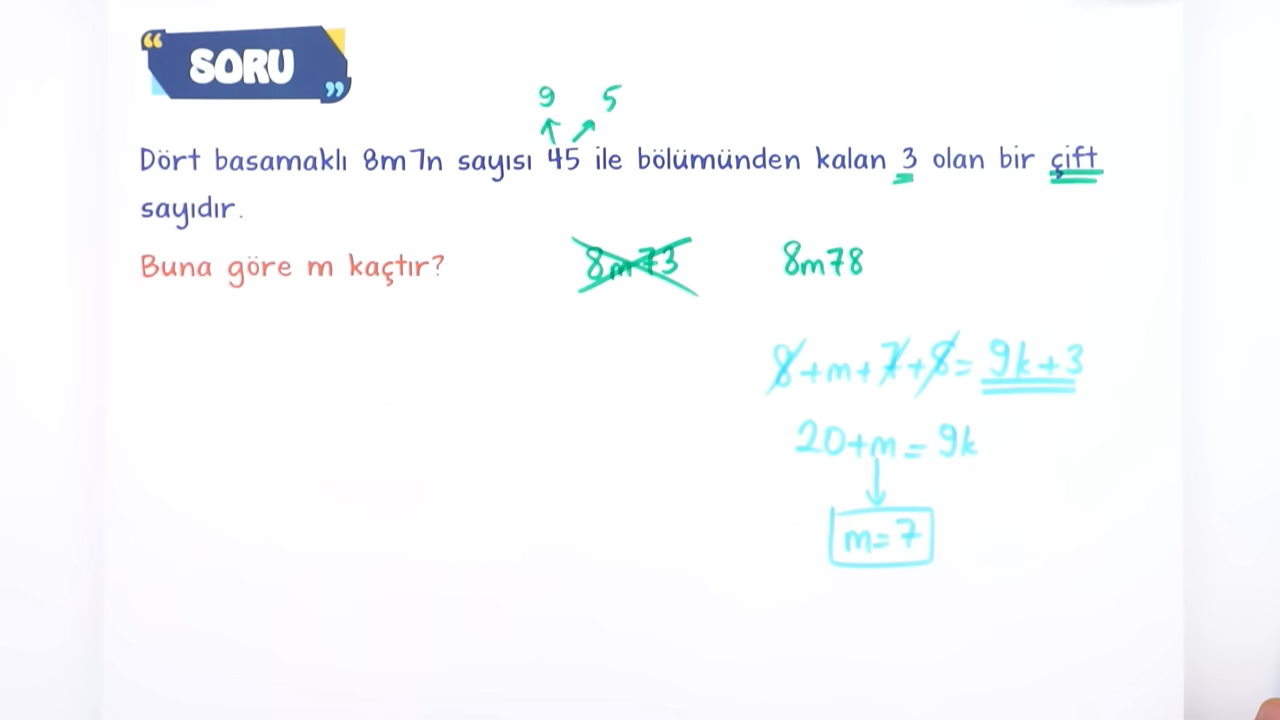 SORU
9 5
Dört basamaklı 8m7n sayısı 45 ile bölümünden kalan 3 olan bir çift
sayıdır.
Buna göre m kaçtır?
8m73 8m78
8+m+7+8=9k+3
20+m=9k
m=7